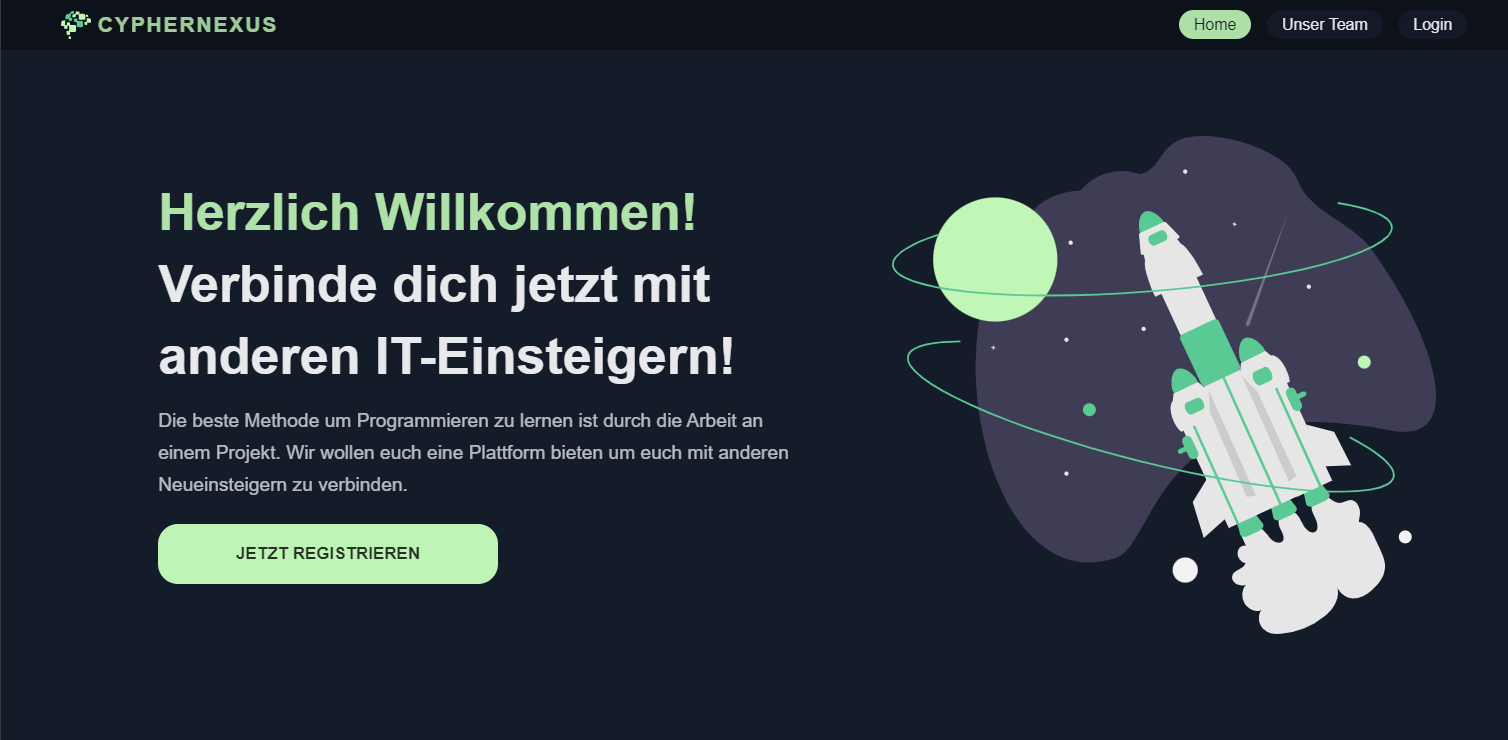 CYPHERNEXUS
Home
Unser Team
Login
Herzlich Willkommen!
Verbinde dich jetzt mit
anderen IT-Einsteigern!
Die beste Methode um Programmieren zu lernen ist durch die Arbeit an
einem Projekt. Wir wollen euch eine Plattform bieten um euch mit anderen
Neueinsteigern zu verbinden.
JETZT REGISTRIEREN